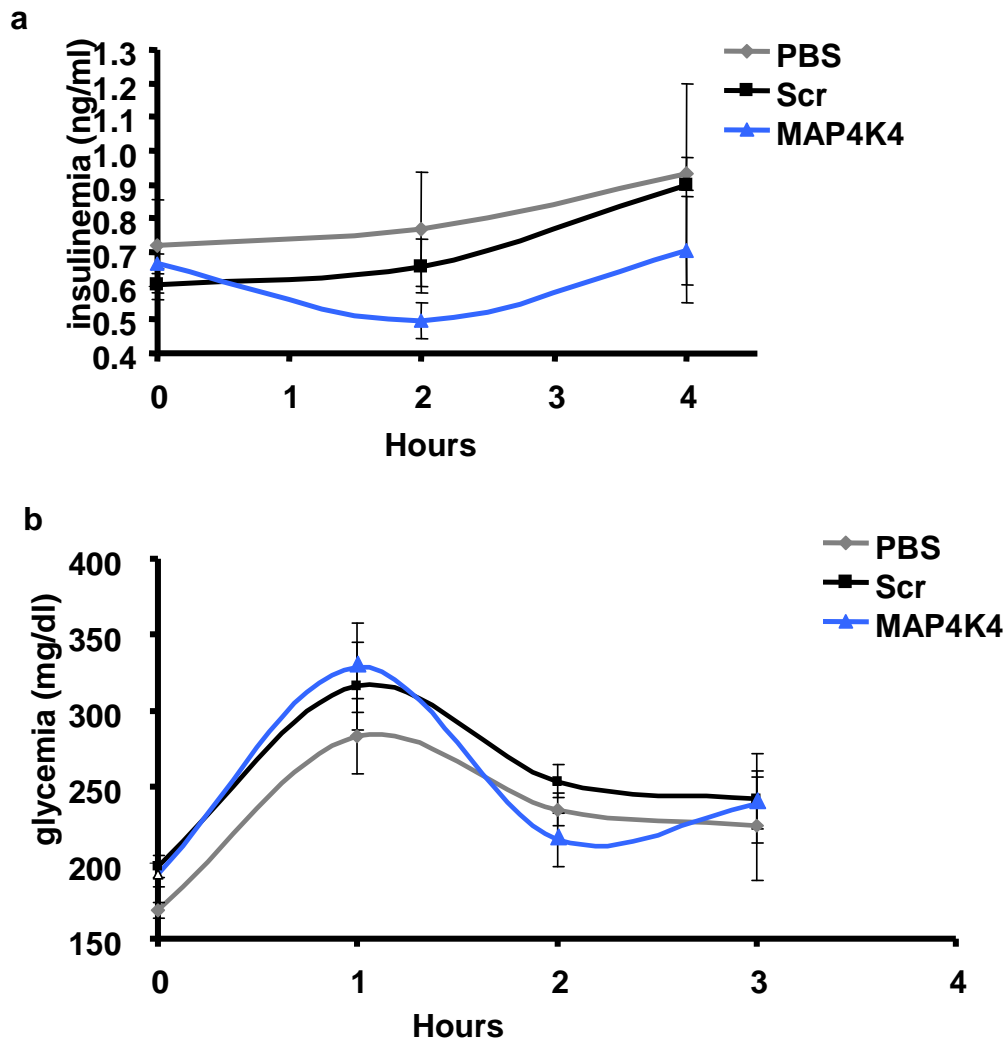 a
insulinemia (ng/ml)
1.3
1.2
1.1
1.0
0.9
0.8
0.7
0.6
0.5
0.4
0 1 2 3 4
Hours
PBS
Scr
MAP4K4
b
glycemia (mg/dl)
400
350
300
250
200
150
0 1 2 3 4
Hours
PBS
Scr
MAP4K4